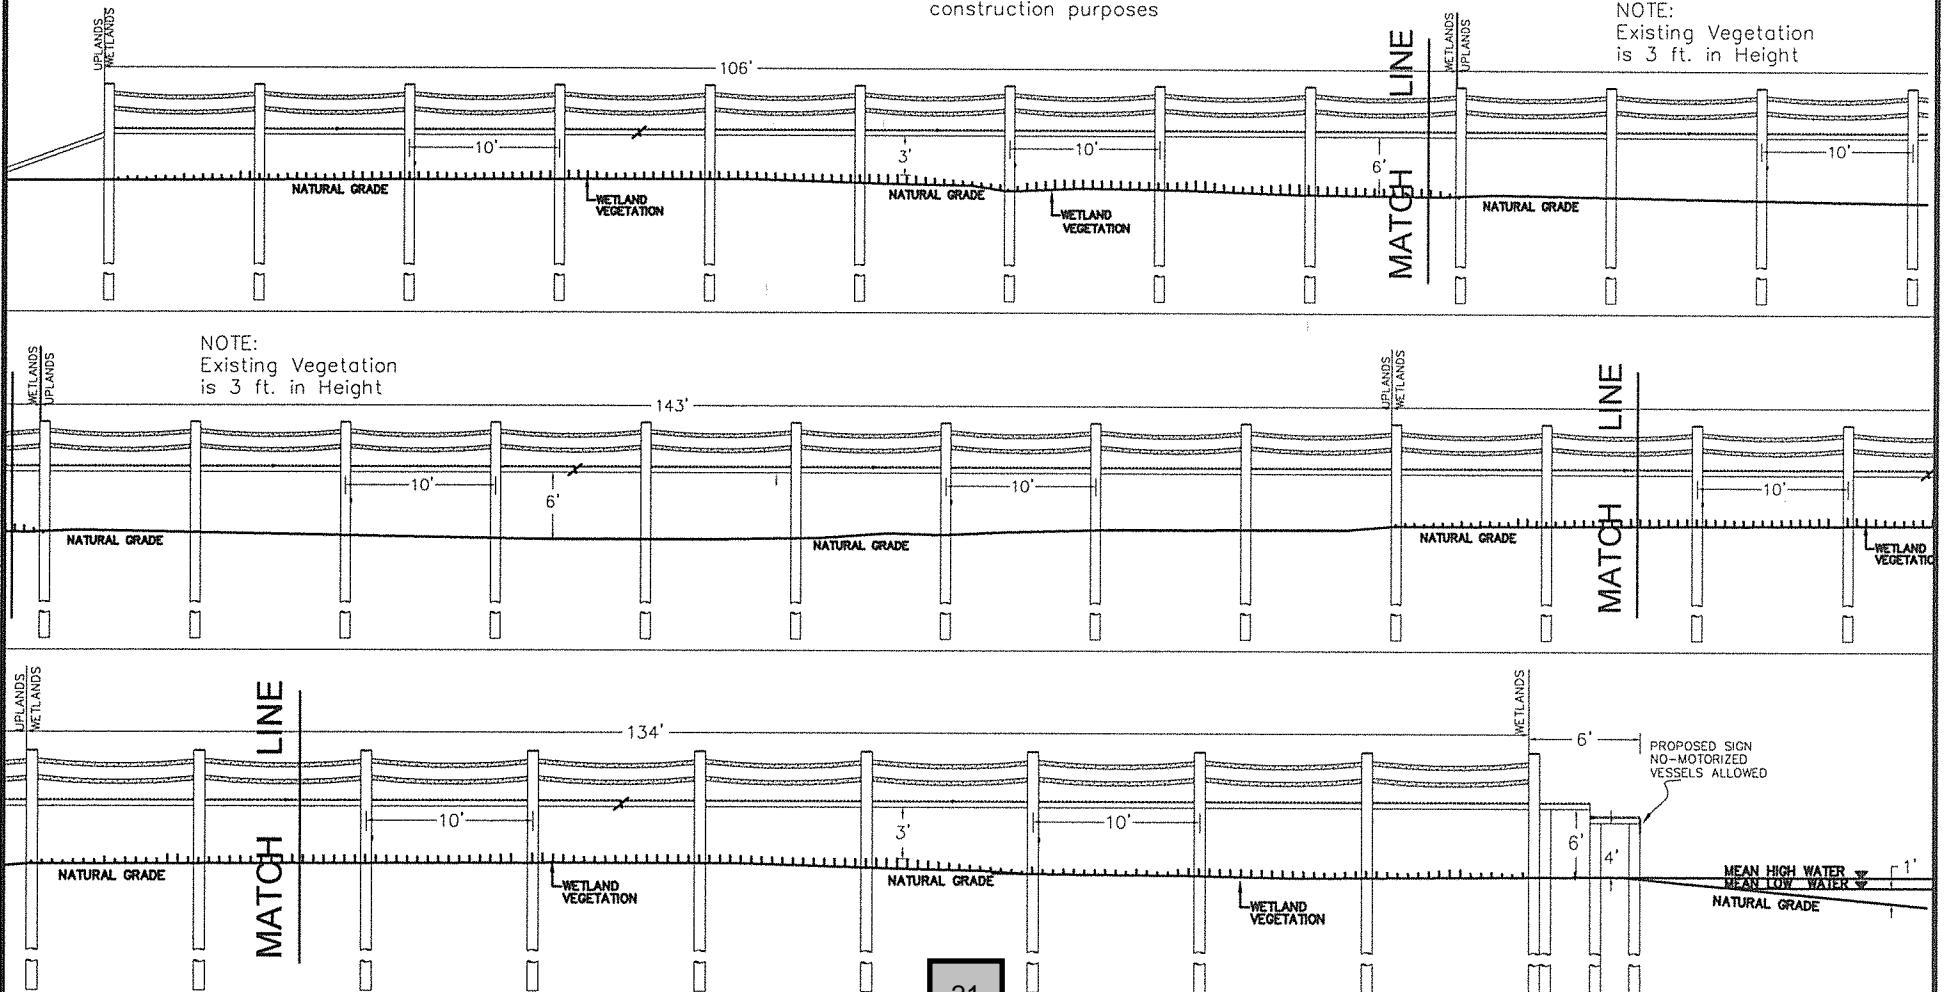 construction purposes
NOTE:
Existing Vegetation
is 3 ft. in Height
UPLANDS
WETLANDS
106'
WETLANDS
UPLANDS
MATCH LINE
10'
3'
10'
6'
10'
NATURAL GRADE
WETLAND
VEGETATION
NATURAL GRADE
WETLAND
VEGETATION
NATURAL GRADE
NOTE:
Existing Vegetation
is 3 ft. in Height
WETLANDS
UPLANDS
143'
UPLANDS
WETLANDS
MATCH LINE
10'
6'
10'
10'
NATURAL GRADE
NATURAL GRADE
NATURAL GRADE
WETLAND
VEGETATIO
UPLANDS
WETLANDS
MATCH LINE
134'
WETLANDS
6'
PROPOSED SIGN
NO-MOTORIZED
VESSELS ALLOWED
10'
3'
10'
6'
4'
NATURAL GRADE
WETLAND
VEGETATION
NATURAL GRADE
WETLAND
VEGETATION
MEAN HIGH WATER
MEAN LOW WATER
1'
NATURAL GRADE